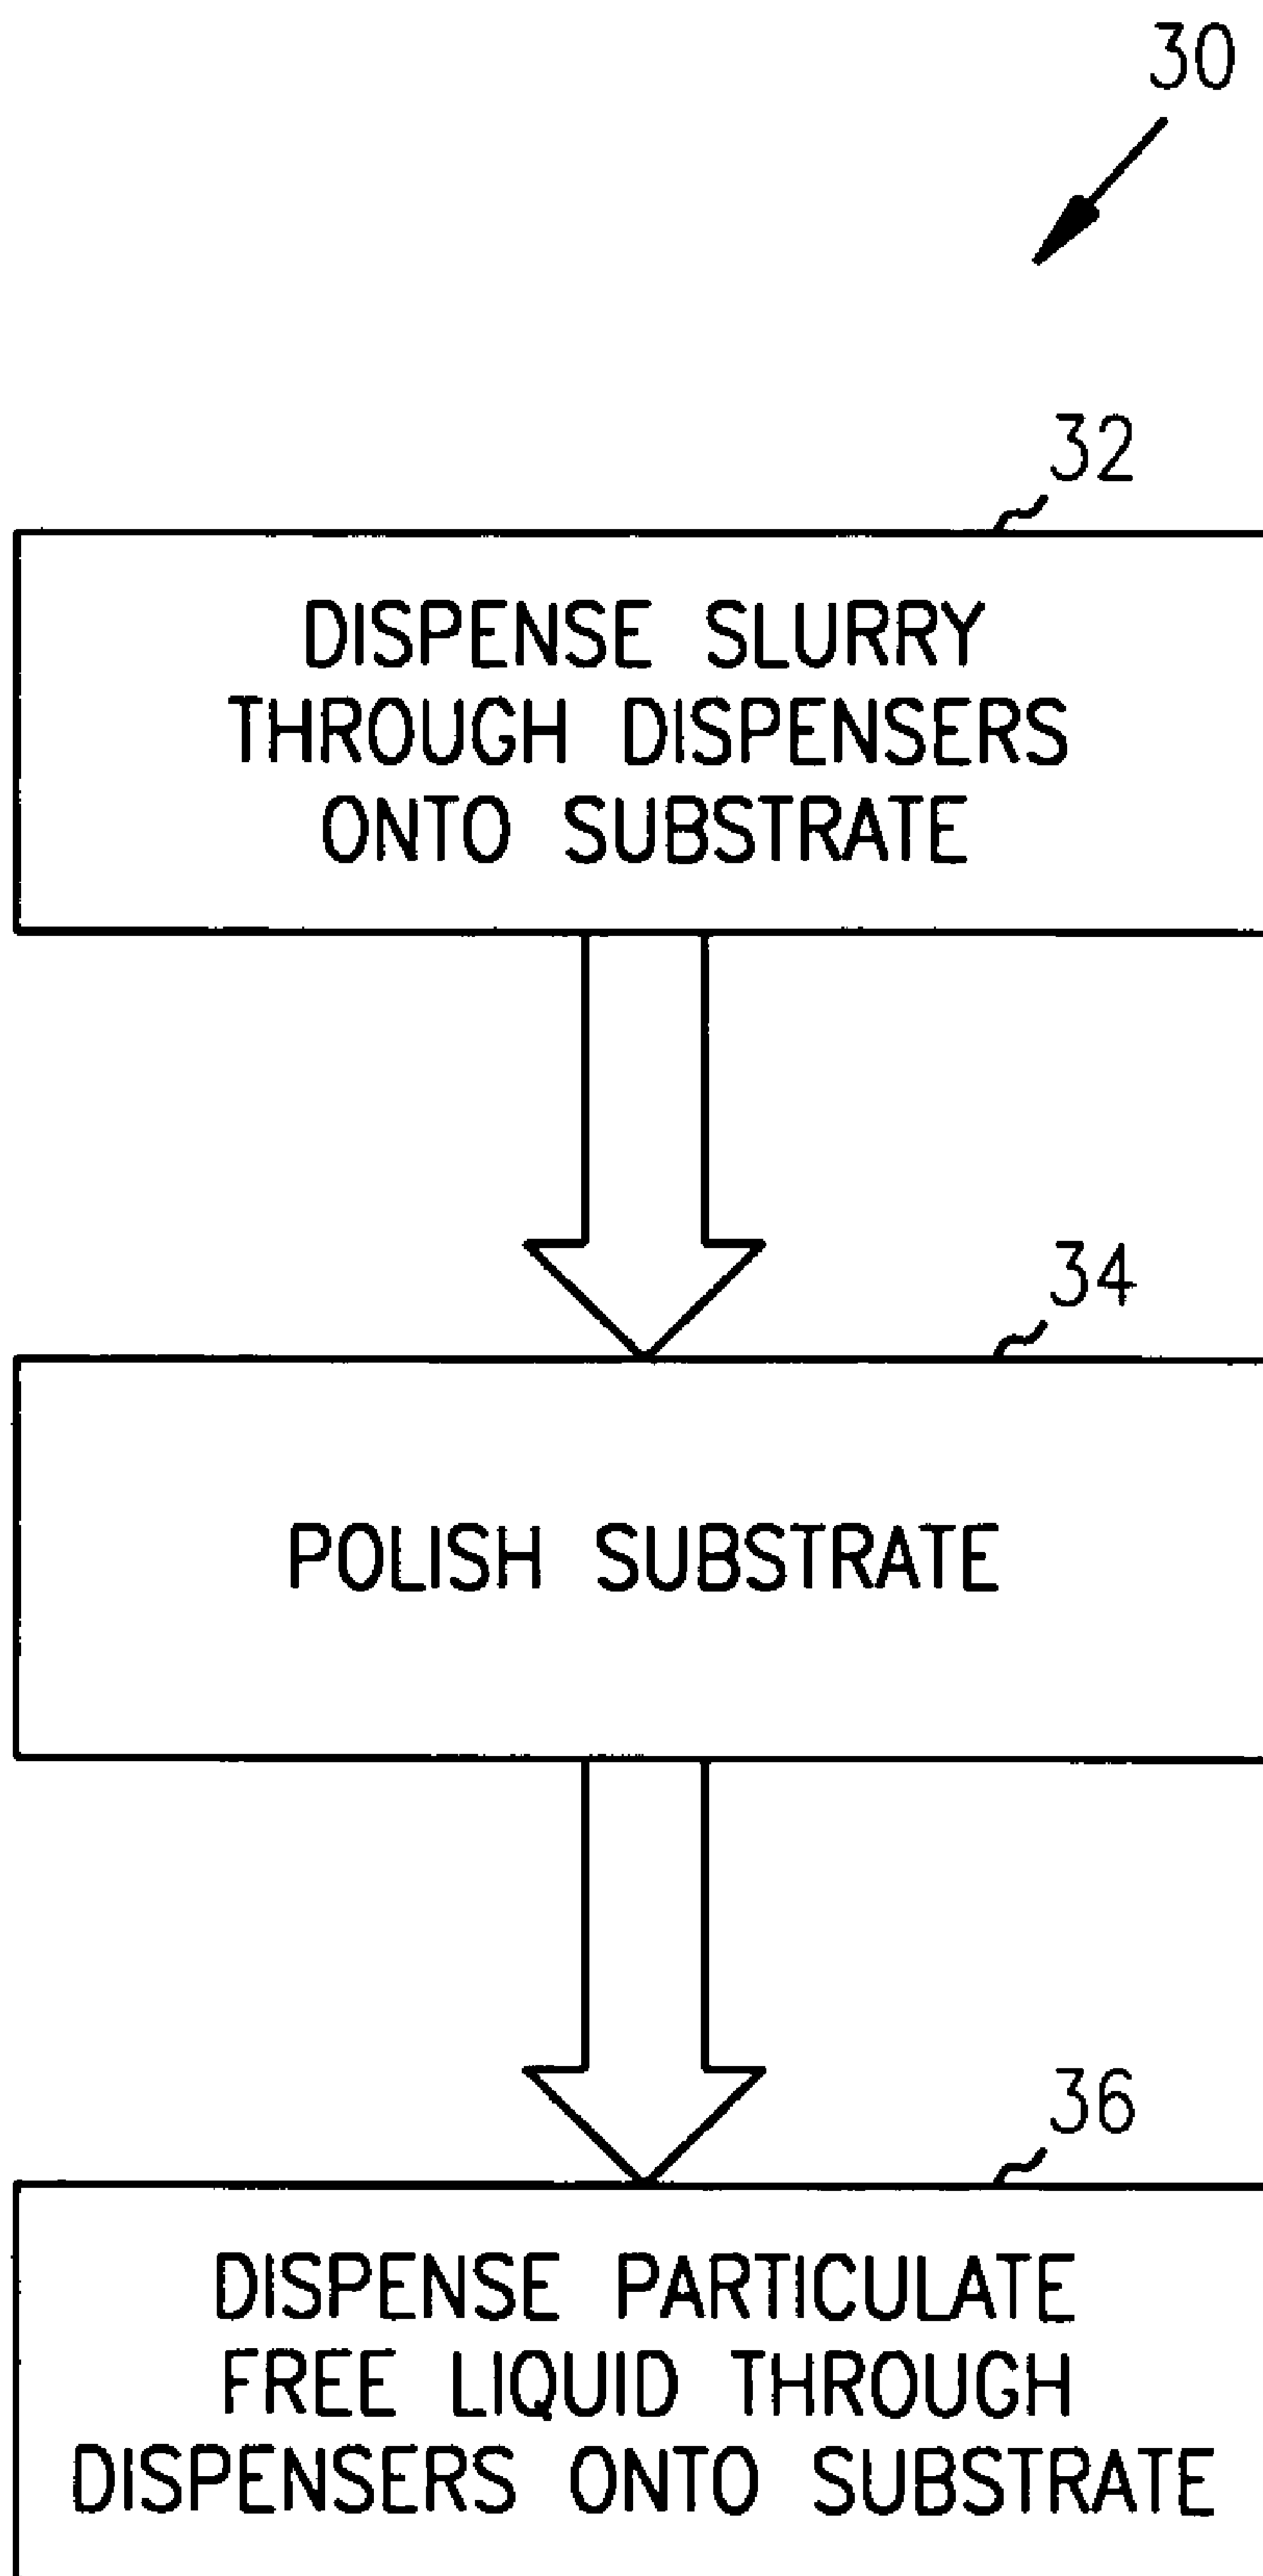 30
32
DISPENSE SLURRY
THROUGH DISPENSERS
ONTO SUBSTRATE
34
POLISH SUBSTRATE
36
DISPENSE PARTICULATE
FREE LIQUID THROUGH
DISPENSERS ONTO SUBSTRATE